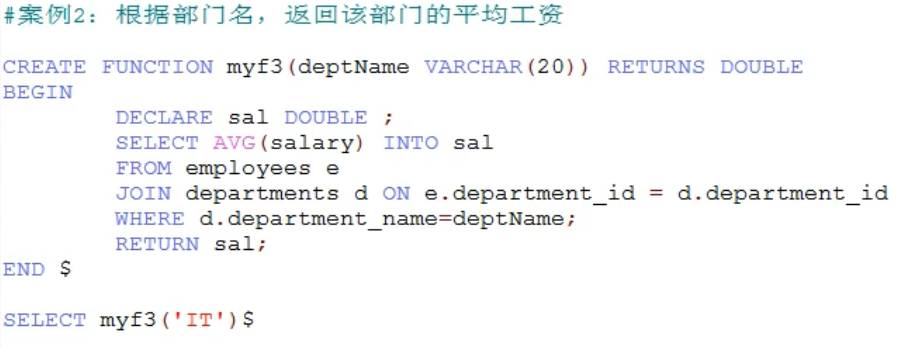 #案例2：根据部门名，返回该部门的平均工资
CREATE FUNCTION myf3(deptName VARCHAR(20)) RETURNS DOUBLE
BEGIN
DECLARE sal DOUBLE ;
SELECT AVG(salary) INTO sal
FROM employees e
JOIN departments d ON e.department_id = d.department_id
WHERE d.department_name=deptName;
RETURN sal;
END $
SELECT myf3('IT')$